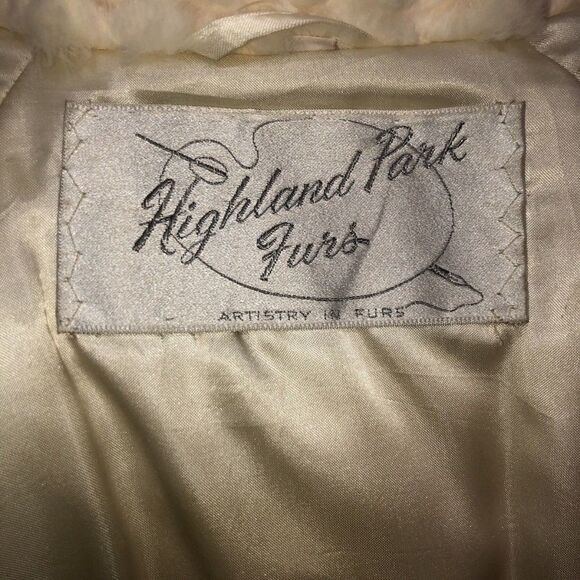 Highland Park
Furs
ARTISTRY IN FURS